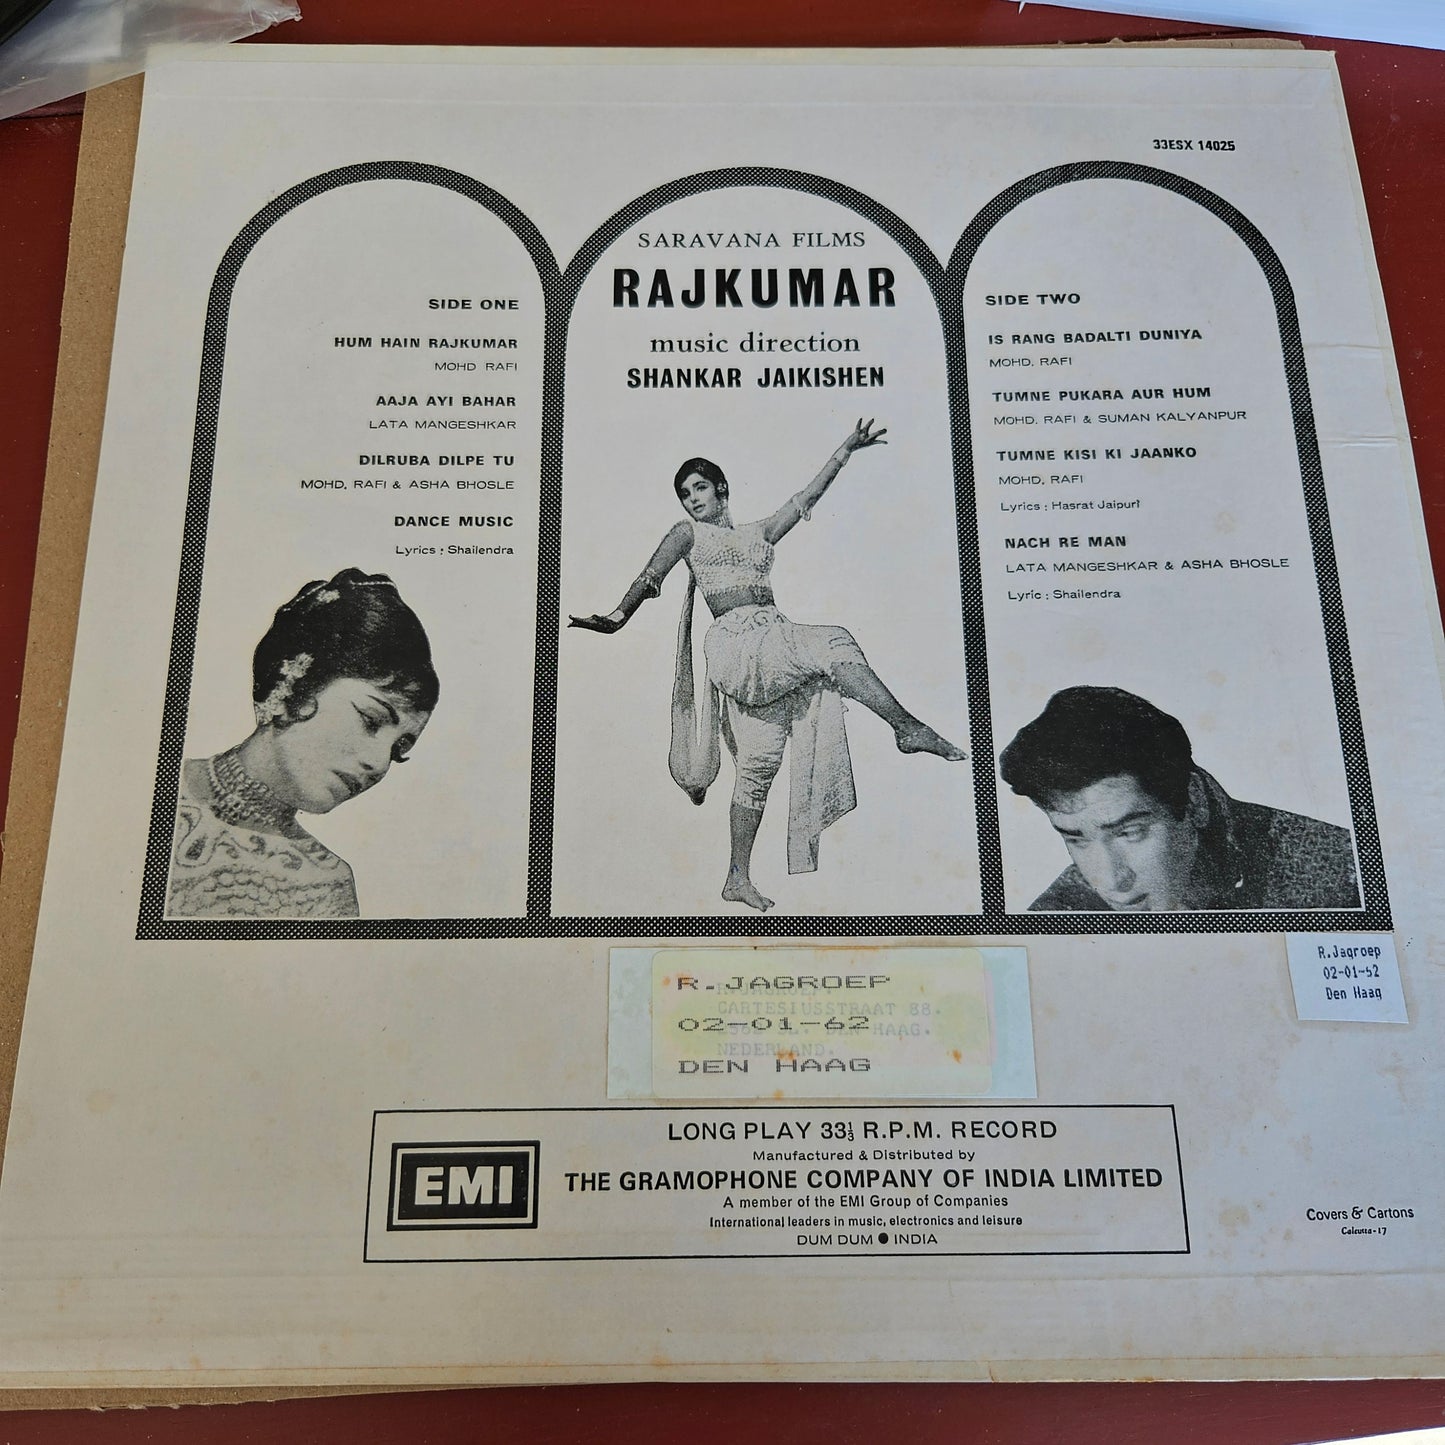 33ESX 14025
SIDE ONE
HUM HAIN RAJKUMAR
MOHD RAFI
AAJA AYI BAHAR
LATA MANGESHKAR
DILRUBA DILPE TU
MOHD. RAFI & ASHA BHOSLE
DANCE MUSIC
Lyrics : Shailendra
SARAVANA FILMS
RAJKUMAR
music direction
SHANKAR JAIKISHEN
SIDE TWO
IS RANG BADALTI DUNIYA
MOHD. RAFI
TUMNE PUKARA AUR HUM
MOHD. RAFI & SUMAN KALYANPUR
TUMNE KISI KI JAANKO
MOHD. RAFI
Lyrics : Hasrat Jaipuri
NACH RE MAN
LATA MANGESHKAR & ASHA BHOSLE
Lyric : Shailendra
R.JAGROEP
CARTESIUSSTRAAT 88.
02-01-62
HAAG.
NEDERLAND.
DEN HAAG
R.Jagroep
02-01-52
Den Haag
LONG PLAY 33⅓ R.P.M. RECORD
Manufactured & Distributed by
EMI
THE GRAMOPHONE COMPANY OF INDIA LIMITED
A member of the EMI Group of Companies
International leaders in music, electronics and leisure
DUM DUM ● INDIA
Covers & Cartons
Calcutta-17